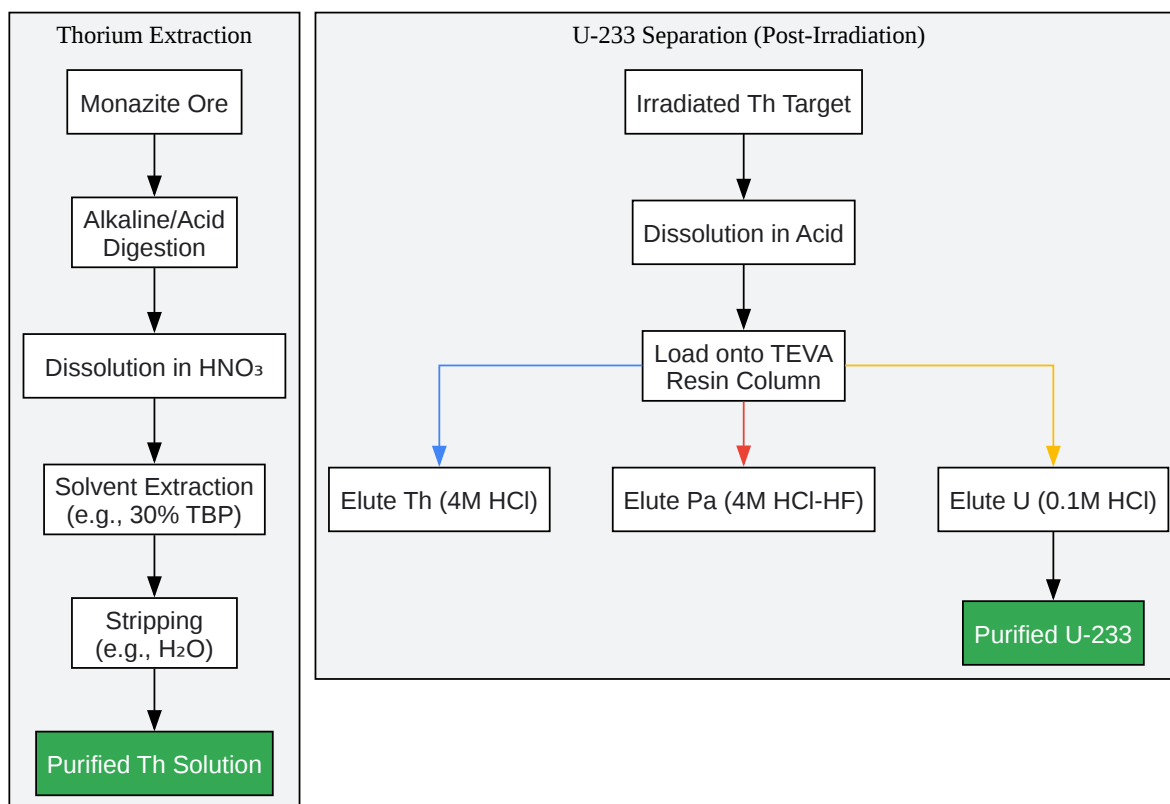 Thorium Extraction
Monazite Ore
Alkaline/Acid
Digestion
Dissolution in HNO₃
Solvent Extraction
(e.g., 30% TBP)
Stripping
(e.g., H₂O)
Purified Th Solution
U-233 Separation (Post-Irradiation)
Irradiated Th Target
Dissolution in Acid
Load onto TEVA
Resin Column
Elute Th (4M HCl)
Elute Pa (4M HCl-HF)
Elute U (0.1M HCl)
Purified U-233